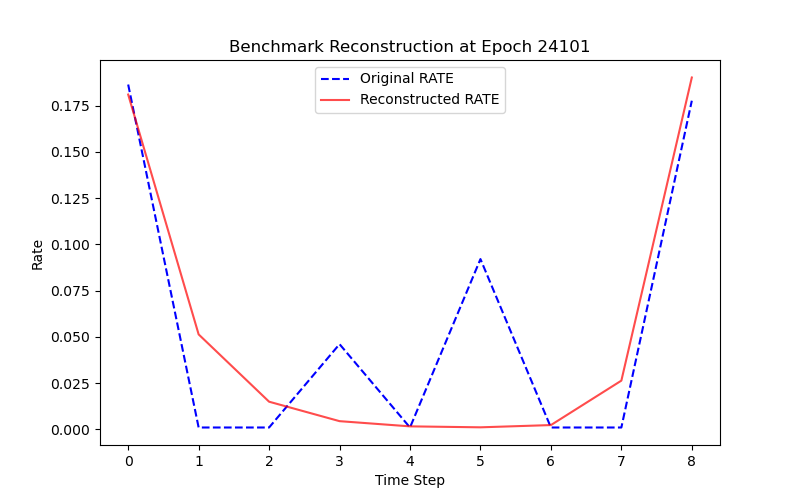 Benchmark Reconstruction at Epoch 24101
Original RATE
Reconstructed RATE
Rate
0.175
0.150
0.125
0.100
0.075
0.050
0.025
0.000
0 1 2 3 4 5 6 7 8
Time Step